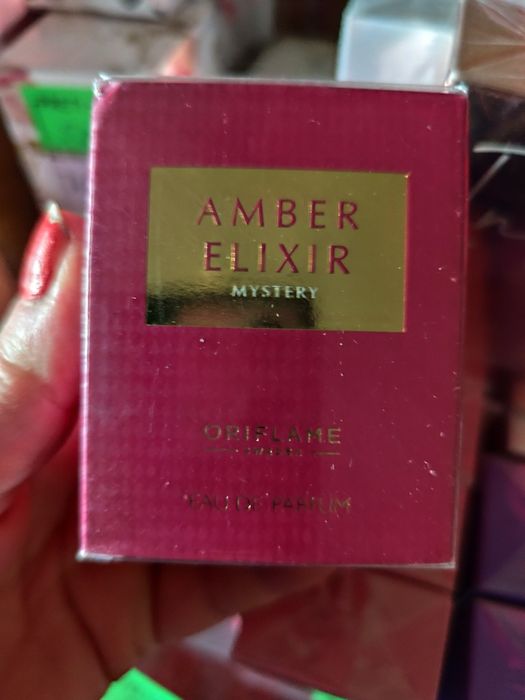 AMBER
ELIXIR
MYSTERY
ORIFLAME
SWEDEN
EAU DE PARFUM